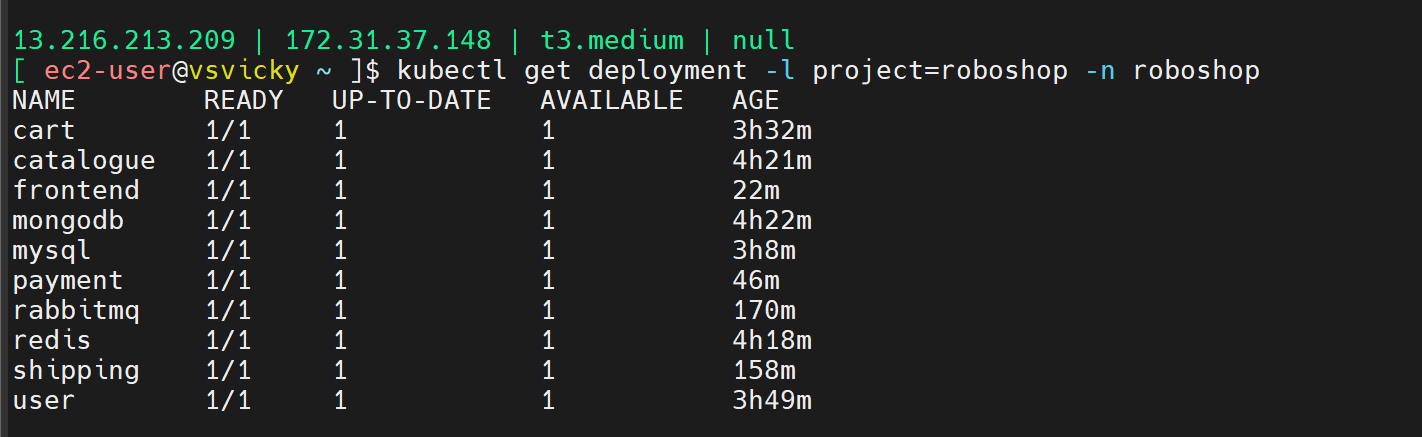 13.216.213.209 | 172.31.37.148 | t3.medium | null
[ ec2-user@vsvicky ~ ]$ kubectl get deployment -l project=roboshop -n roboshop
NAME        READY   UP-TO-DATE   AVAILABLE   AGE
cart        1/1     1            1           3h32m
catalogue   1/1     1            1           4h21m
frontend    1/1     1            1           22m
mongodb     1/1     1            1           4h22m
mysql       1/1     1            1           3h8m
payment     1/1     1            1           46m
rabbitmq    1/1     1            1           170m
redis       1/1     1            1           4h18m
shipping    1/1     1            1           158m
user        1/1     1            1           3h49m